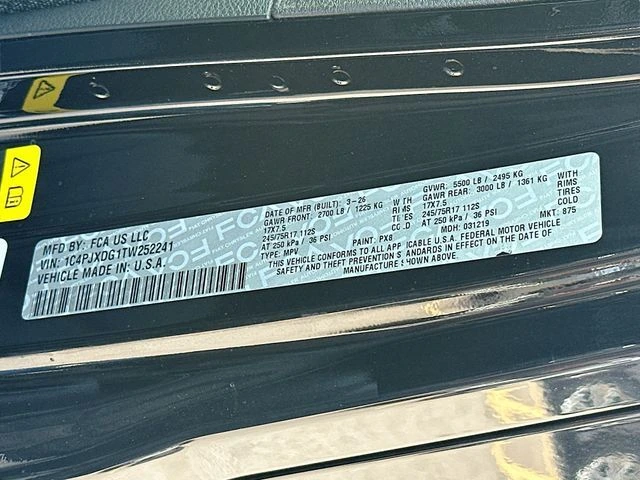 MFD BY: FCA US LLC
VIN: 1C4PJXDG1TW252241
VEHICLE MADE IN U.S.A.
DATE OF MFR (BUILT) 3-26 GVWR: 5500 LB / 2495 KG
GAWR FRONT: 2700 LB / 1225 KG WITH GAWR REAR: 3000 LB / 1361 KG WITH
17X7.5 RIMS 17X7.5 RIMS
245/75R17 112S TIRES 245/75R17 112S TIRES
AT 250 kPa / 36 PSI COLD AT 250 kPa / 36 PSI COLD
TYPE: MPV PAINT: PX8 MDH: 031219 MKT: 875
THIS VEHICLE CONFORMS TO ALL APPLICABLE U.S.A. FEDERAL MOTOR VEHICLE
SAFETY AND THEFT PREVENTION STANDARDS IN EFFECT ON THE DATE OF
MANUFACTURE SHOWN ABOVE.